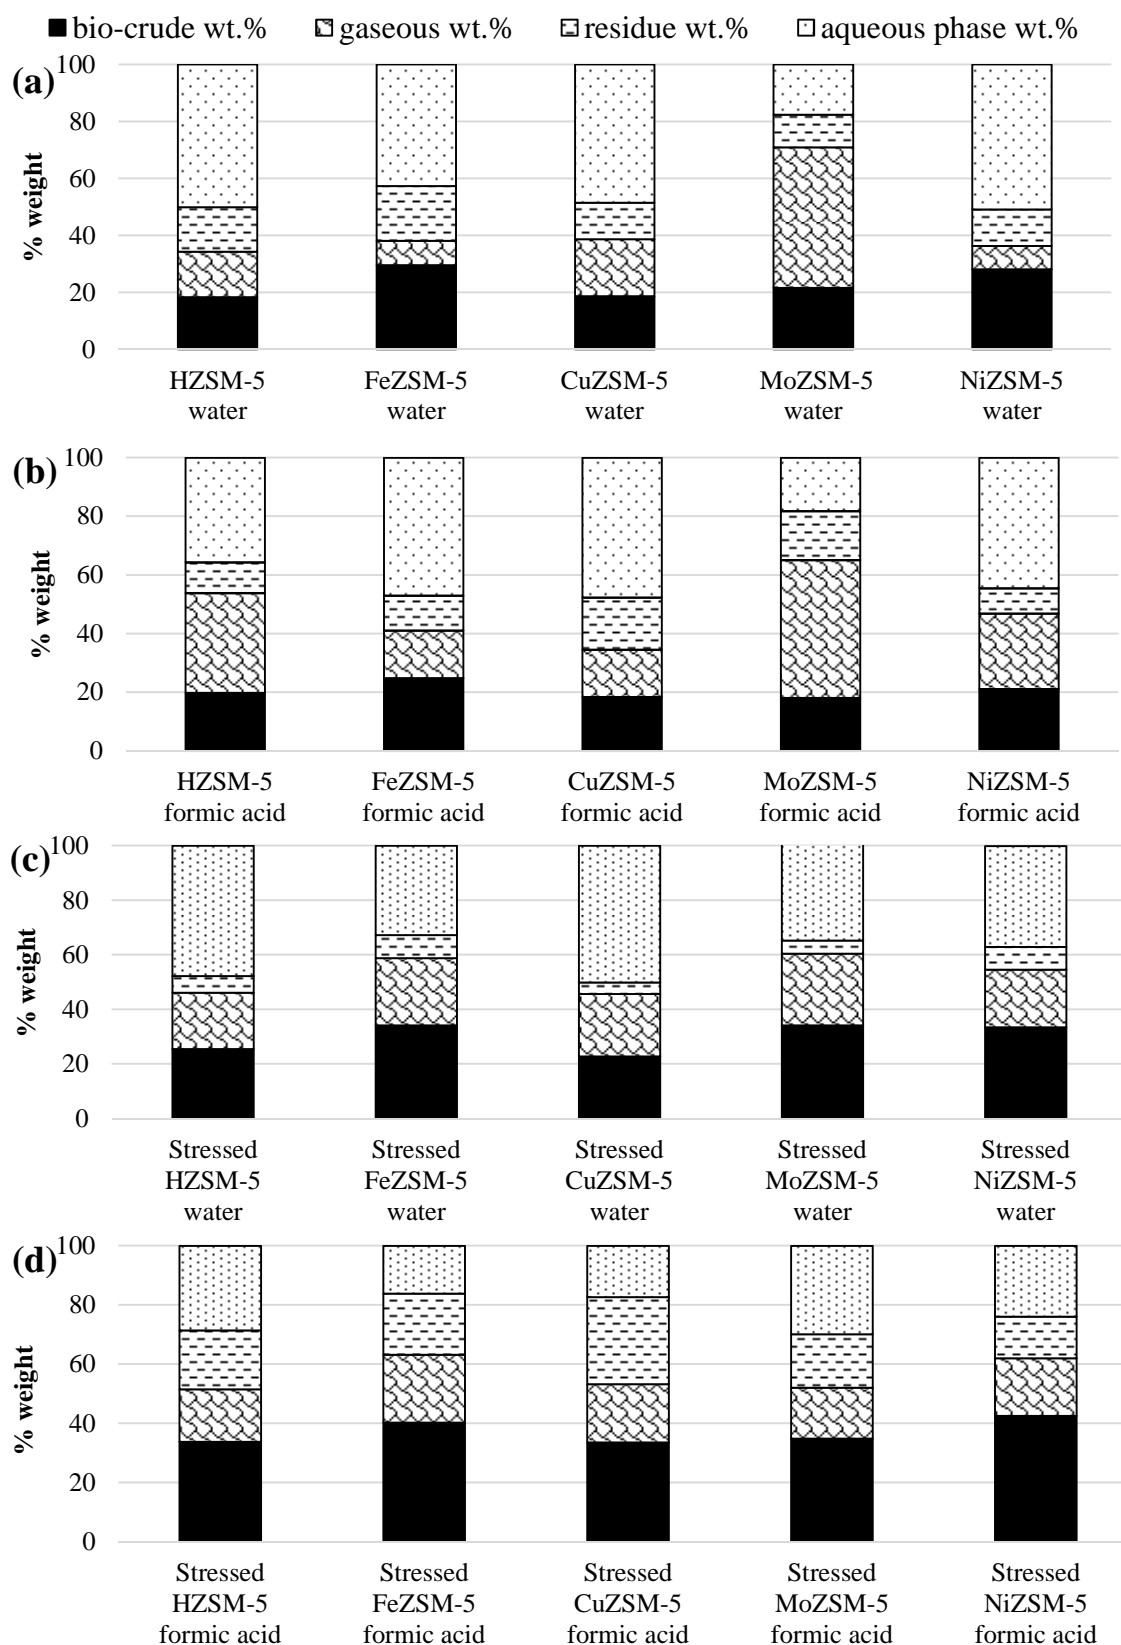 bio-crude wt.% gaseous wt.% residue wt.% aqueous phase wt.%
(a)
% weight
100
80
60
40
20
0
HZSM-5 FeZSM-5 CuZSM-5 MoZSM-5 NiZSM-5
water water water water water
(b)
% weight
100
80
60
40
20
0
HZSM-5 FeZSM-5 CuZSM-5 MoZSM-5 NiZSM-5
formic acid formic acid formic acid formic acid formic acid
(c)
% weight
100
80
60
40
20
0
Stressed Stressed Stressed Stressed Stressed
HZSM-5 FeZSM-5 CuZSM-5 MoZSM-5 NiZSM-5
water water water water water
(d)
% weight
100
80
60
40
20
0
Stressed Stressed Stressed Stressed Stressed
HZSM-5 FeZSM-5 CuZSM-5 MoZSM-5 NiZSM-5
formic acid formic acid formic acid formic acid formic acid